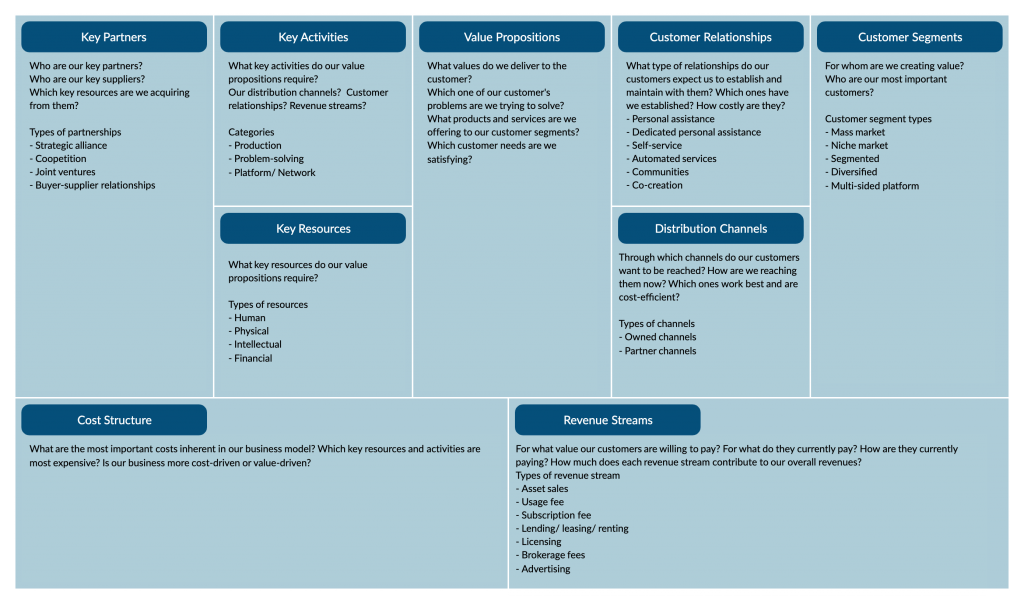 Key Partners
Who are our key partners?
Who are our key suppliers?
Which key resources are we acquiring
from them?
Types of partnerships
- Strategic alliance
- Coopetition
- Joint ventures
- Buyer-supplier relationships
Key Activities
What key activities do our value
propositions require?
Our distribution channels?  Customer
relationships? Revenue streams?
Categories
- Production
- Problem-solving
- Platform/ Network
Key Resources
What key resources do our value
propositions require?
Types of resources
- Human
- Physical
- Intellectual
- Financial
Value Propositions
What values do we deliver to the
customer?
Which one of our customer's
problems are we trying to solve?
What products and services are we
offering to our customer segments?
Which customer needs are we
satisfying?
Customer Relationships
What type of relationships do our
customers expect us to establish and
maintain with them? Which ones have
we established? How costly are they?
- Personal assistance
- Dedicated personal assistance
- Self-service
- Automated services
- Communities
- Co-creation
Distribution Channels
Through which channels do our customers
want to be reached? How are we reaching
them now? Which ones work best and are
cost-efficient?
Types of channels
- Owned channels
- Partner channels
Customer Segments
For whom are we creating value?
Who are our most important
customers?
Customer segment types
- Mass market
- Niche market
- Segmented
- Diversified
- Multi-sided platform
Cost Structure
What are the most important costs inherent in our business model? Which key resources and activities are
most expensive? Is our business more cost-driven or value-driven?
Revenue Streams
For what value our customers are willing to pay? For what do they currently pay? How are they currently
paying? How much does each revenue stream contribute to our overall revenues?
Types of revenue stream
- Asset sales
- Usage fee
- Subscription fee
- Lending/ leasing/ renting
- Licensing
- Brokerage fees
- Advertising